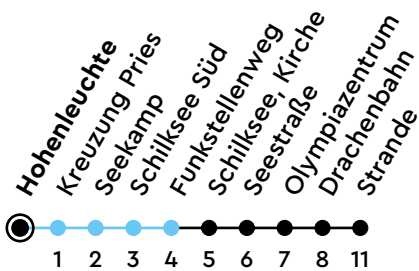 Hohenleuchte
Kreuzung Pries
Seekamp
Schilksee Süd
Funkstellenweg
Schilksee, Kirche
Seestraße
Olympiazentrum
Drachenbahn
Strande
1 2 3 4 5 6 7 8 11